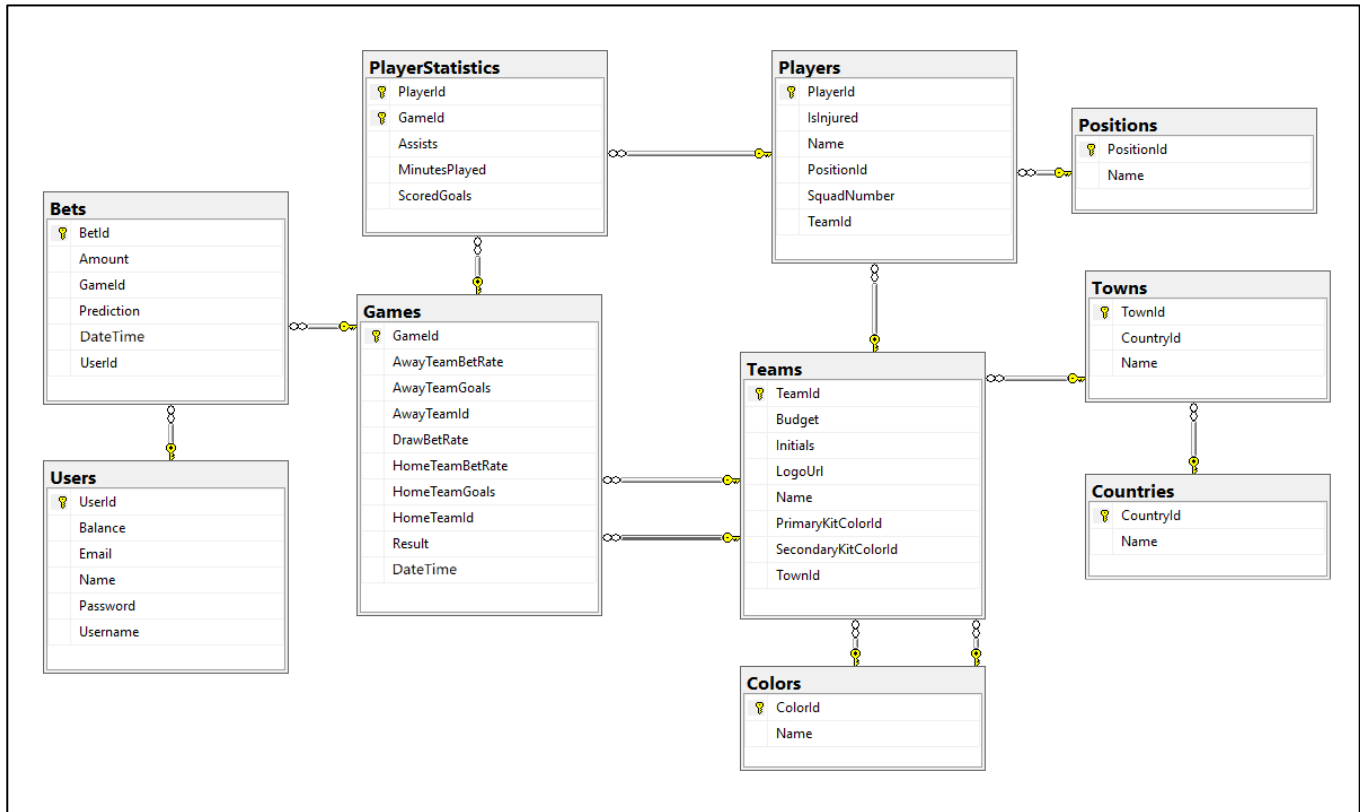 PlayerStatistics
PlayerId
GameId
Assists
MinutesPlayed
ScoredGoals
Players
PlayerId
IsInjured
Name
PositionId
SquadNumber
TeamId
Positions
PositionId
Name
Bets
BetId
Amount
GameId
Prediction
DateTime
UserId
Games
GameId
AwayTeamBetRate
AwayTeamGoals
AwayTeamId
DrawBetRate
HomeTeamBetRate
HomeTeamGoals
HomeTeamId
Result
DateTime
Towns
TownId
CountryId
Name
Teams
TeamId
Budget
Initials
LogoUrl
Name
PrimaryKitColorId
SecondaryKitColorId
TownId
Users
UserId
Balance
Email
Name
Password
Username
Countries
CountryId
Name
Colors
ColorId
Name